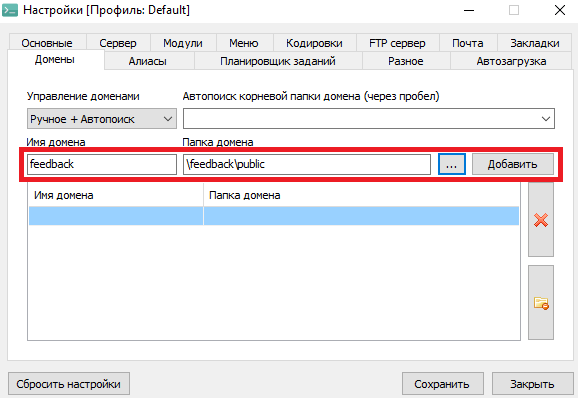 Настройки [Профиль: Default]
Основные Сервер Модули Меню Кодировки FTP сервер Почта Закладки
Домены Алиасы Планировщик заданий Разное Автозагрузка
Управление доменами Автопоиск корневой папки домена (через пробел)
Ручное + Автопоиск
Имя домена Папка домена
feedback \feedback\public ... Добавить
Имя домена Папка домена
Сбросить настройки Сохранить Закрыть